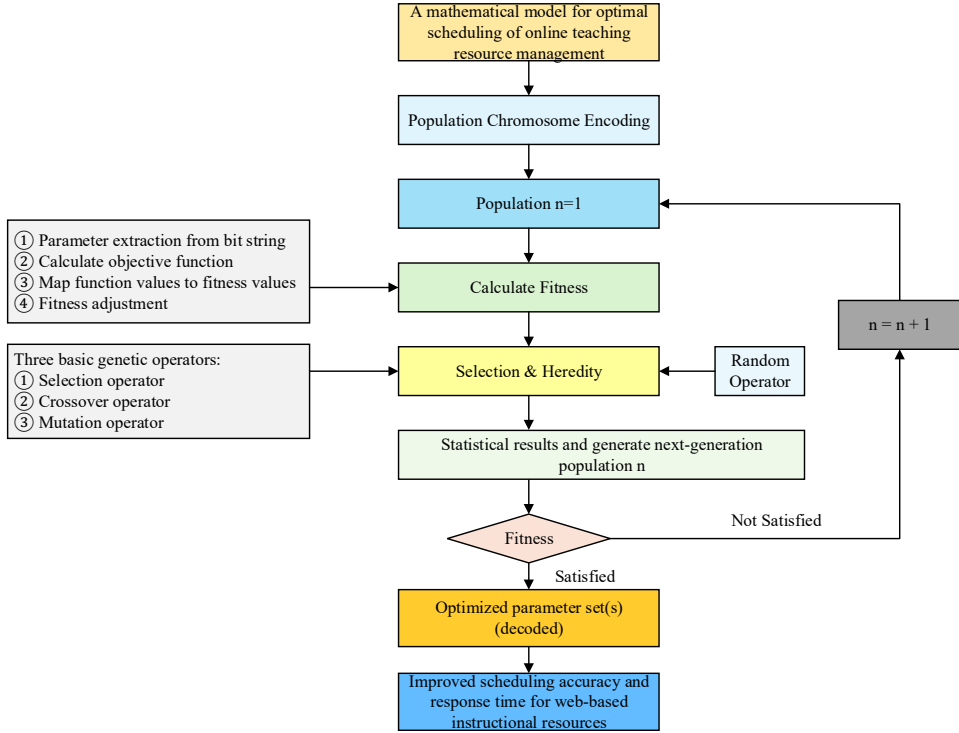 A mathematical model for optimal
scheduling of online teaching
resource management
Population Chromosome Encoding
Population n=1
① Parameter extraction from bit string
② Calculate objective function
③ Map function values to fitness values
④ Fitness adjustment
Calculate Fitness
n = n + 1
Three basic genetic operators:
① Selection operator
② Crossover operator
③ Mutation operator
Selection & Heredity
Random
Operator
Statistical results and generate next-generation
population n
Fitness
Not Satisfied
Satisfied
Optimized parameter set(s)
(decoded)
Improved scheduling accuracy and
response time for web-based
instructional resources